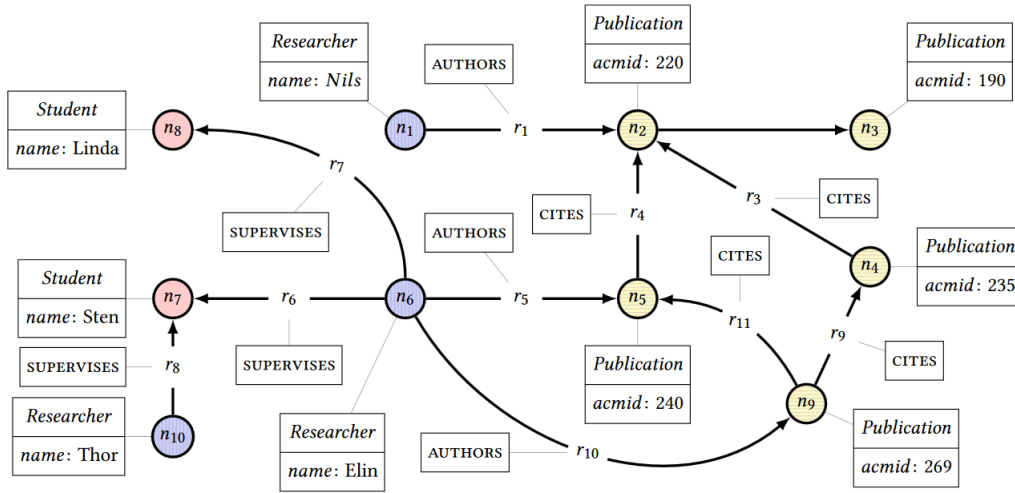 Researcher
name: Nils
AUTHORS
Publication
acmid: 220
Publication
acmid: 190
Student
name: Linda
n8
n1
r1
n2
n3
r7
SUPERVISES
AUTHORS
CITES
r4
r3
CITES
CITES
Publication
acmid: 235
n4
Student
name: Sten
n7
r6
n6
r5
n5
r11
r9
CITES
SUPERVISES
r8
SUPERVISES
Publication
acmid: 240
n9
Researcher
name: Thor
n10
Researcher
name: Elin
AUTHORS
r10
Publication
acmid: 269